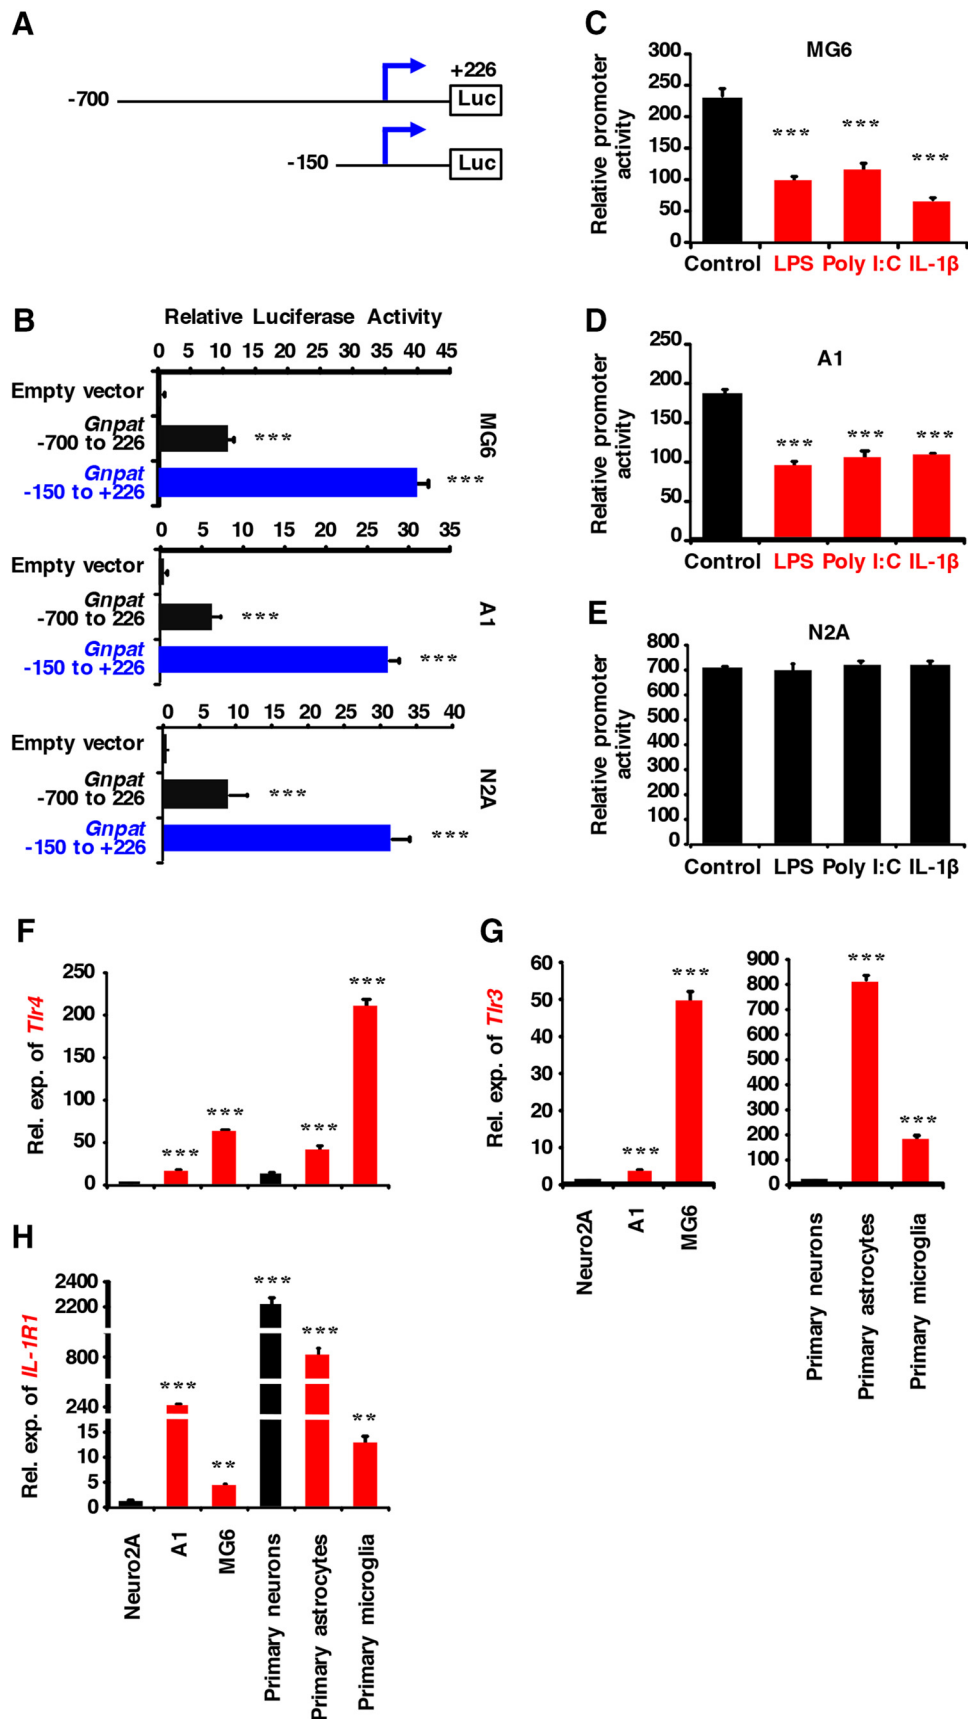 A
+226
-700
Luc
-150
Luc
B
Relative Luciferase Activity
0 5 10 15 20 25 30 35 40 45
Empty vector
Gnpat
-700 to 226
***
Gnpat
-150 to +226
***
MG6
0 5 10 15 20 25 30 35
Empty vector
Gnpat
-700 to 226
***
Gnpat
-150 to +226
***
A1
0 5 10 15 20 25 30 35 40
Empty vector
Gnpat
-700 to 226
***
Gnpat
-150 to +226
***
N2A
C
MG6
Relative promoter
activity
300
250
200
150
100
50
0
*** *** ***
Control LPS Poly I:C IL-1β
D
A1
Relative promoter
activity
250
200
150
100
50
0
*** *** ***
Control LPS Poly I:C IL-1β
E
N2A
Relative promoter
activity
800
700
600
500
400
300
200
100
0
Control LPS Poly I:C IL-1β
F
Rel. exp. of Tlr4
250
200
150
100
50
0
*** *** *** ***
G
Rel. exp. of Tlr3
60
50
40
30
20
10
0
*** ***
Neuro2A
A1
MG6
900
800
700
600
500
400
300
200
100
0
*** ***
Primary neurons
Primary astrocytes
Primary microglia
H
Rel. exp. of IL-1R1
2400
2200
800
240
15
10
5
0
*** ** *** *** **
Neuro2A
A1
MG6
Primary neurons
Primary astrocytes
Primary microglia